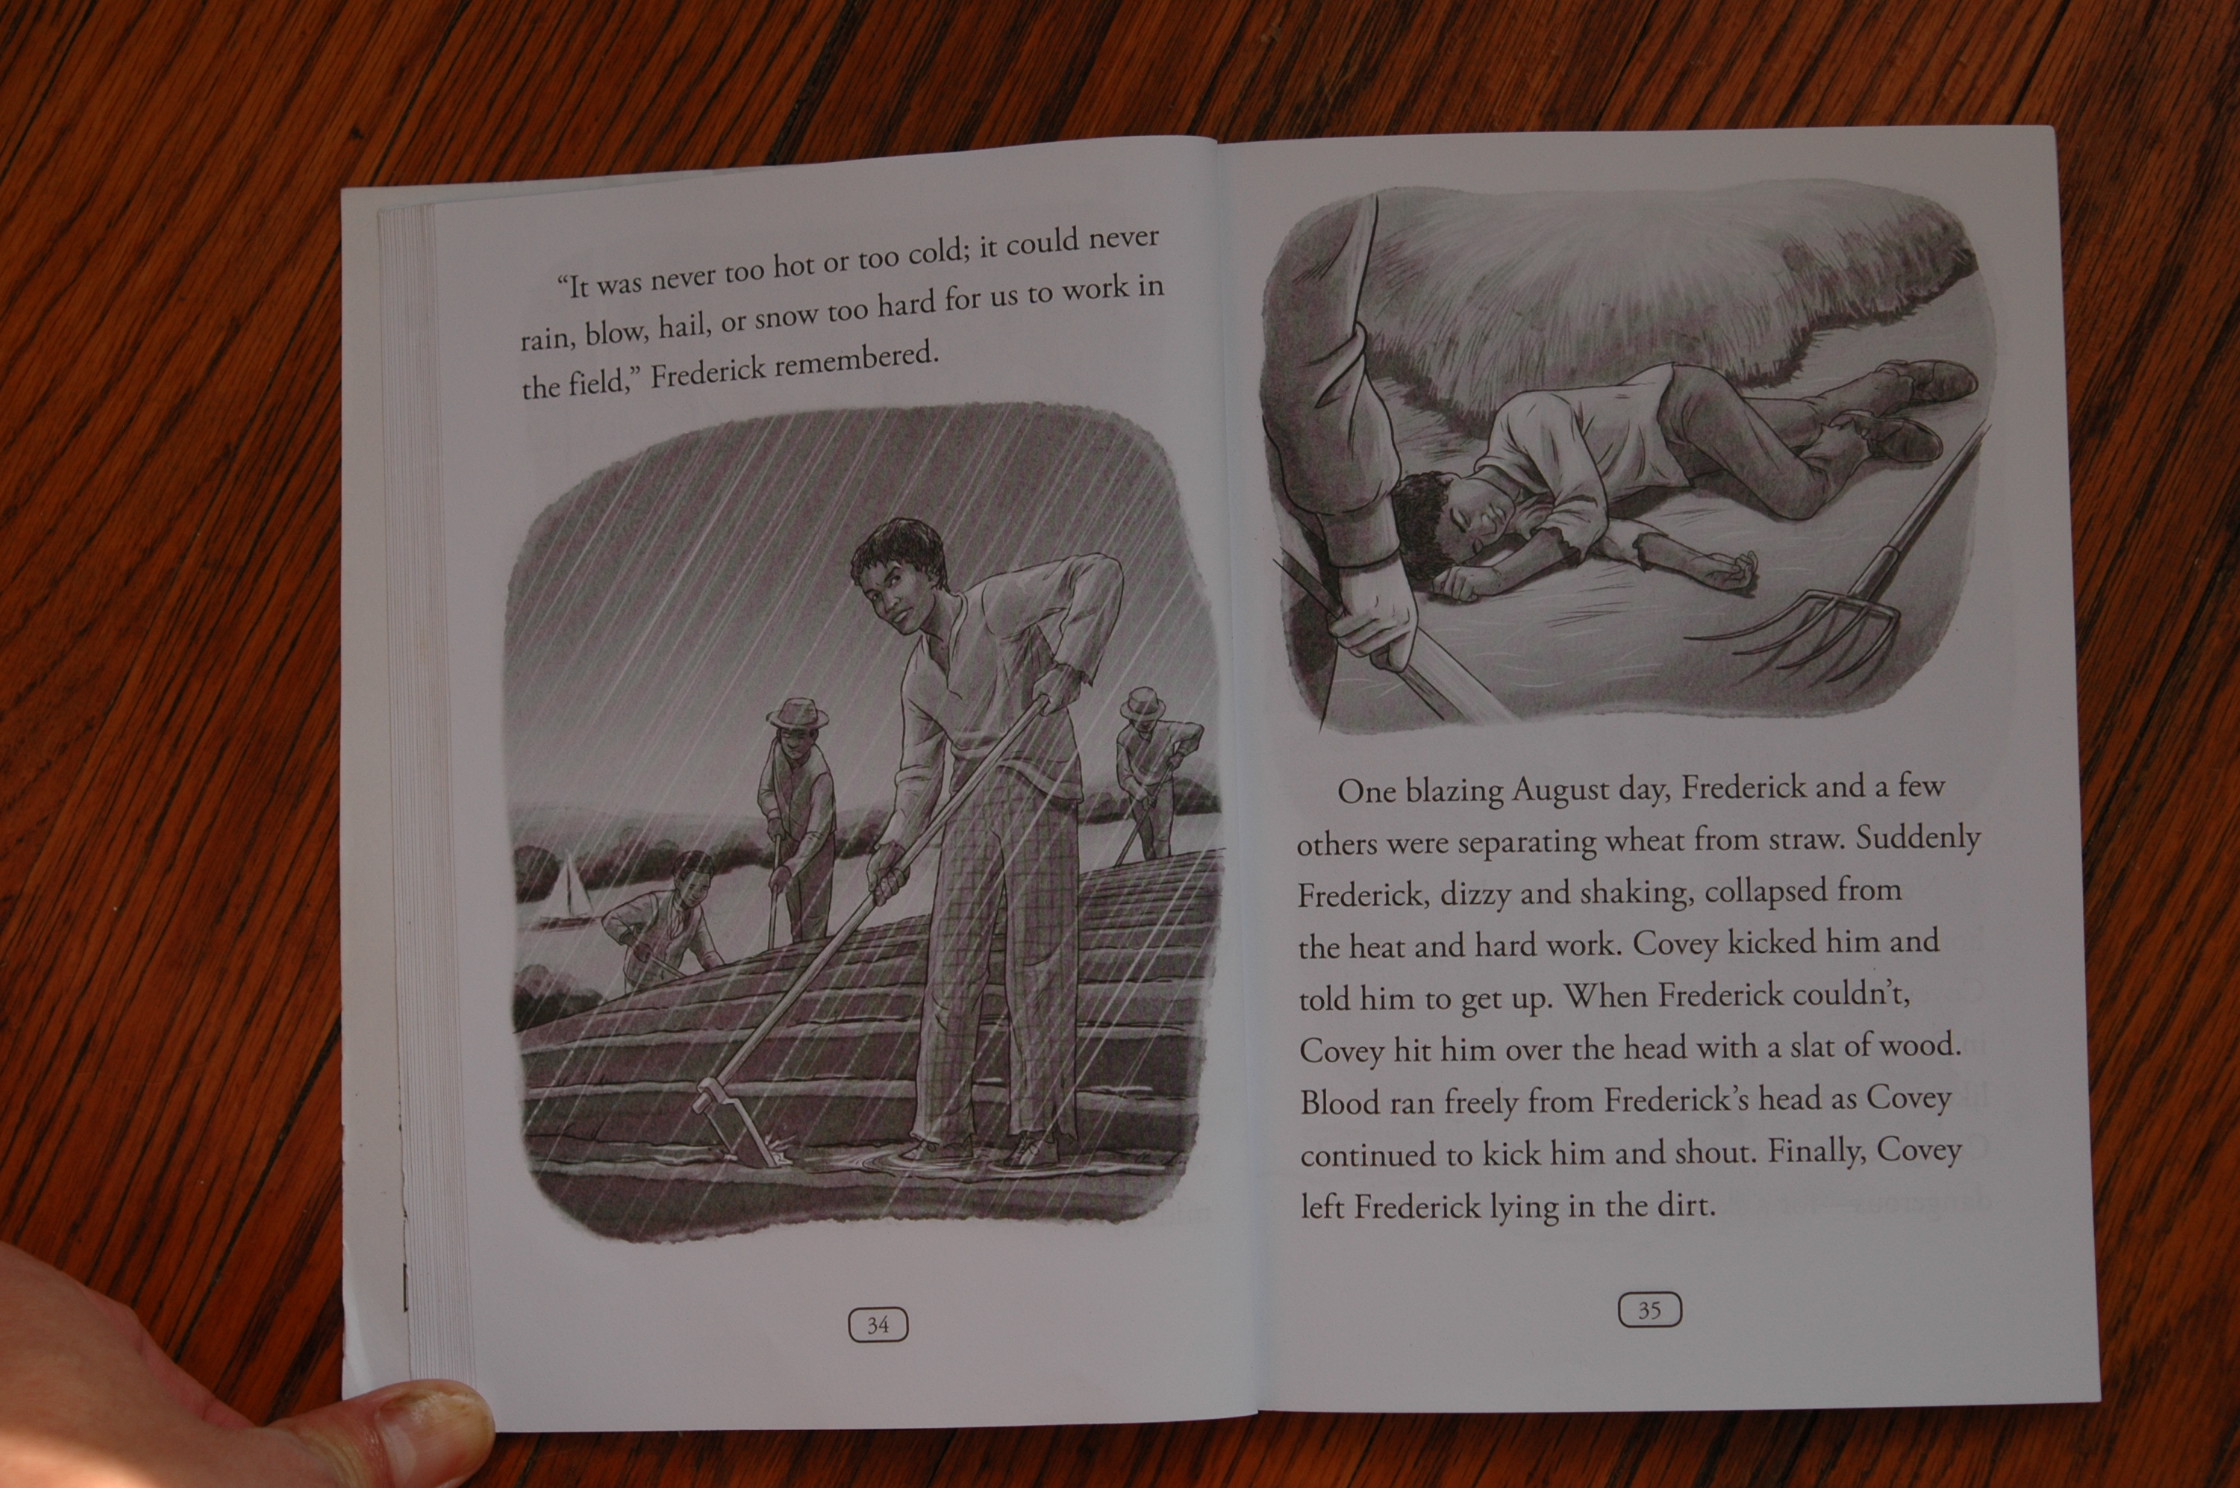 “It was never too hot or too cold; it could never
rain, blow, hail, or snow too hard for us to work in
the field,” Frederick remembered.
34
One blazing August day, Frederick and a few
others were separating wheat from straw. Suddenly
Frederick, dizzy and shaking, collapsed from
the heat and hard work. Covey kicked him and
told him to get up. When Frederick couldn’t,
Covey hit him over the head with a slat of wood.
Blood ran freely from Frederick’s head as Covey
continued to kick him and shout. Finally, Covey
left Frederick lying in the dirt.
35